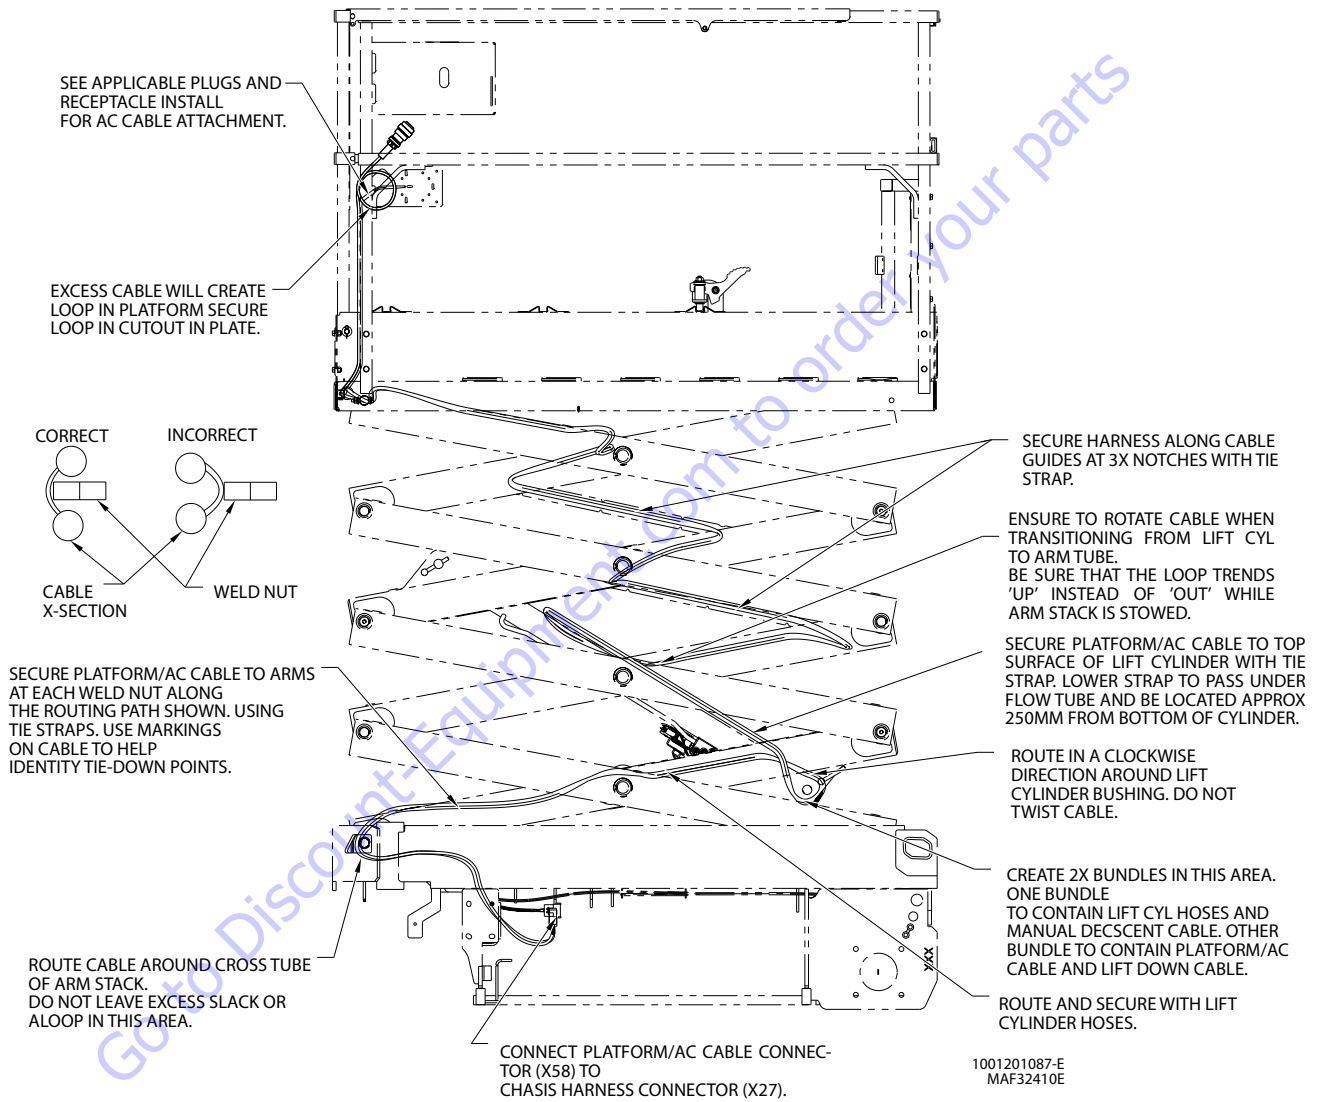 SEE APPLICABLE PLUGS AND
RECEPTACLE INSTALL
FOR AC CABLE ATTACHMENT.
EXCESS CABLE WILL CREATE
LOOP IN PLATFORM SECURE
LOOP IN CUTOUT IN PLATE.
CORRECT
INCORRECT
CABLE
X-SECTION
WELD NUT
SECURE PLATFORM/AC CABLE TO ARMS
AT EACH WELD NUT ALONG
THE ROUTING PATH SHOWN. USING
TIE STRAPS. USE MARKINGS
ON CABLE TO HELP
IDENTITY TIE-DOWN POINTS.
ROUTE CABLE AROUND CROSS TUBE
OF ARM STACK.
DO NOT LEAVE EXCESS SLACK OR
ALOOP IN THIS AREA.
CONNECT PLATFORM/AC CABLE CONNEC-
TOR (X58) TO
CHASIS HARNESS CONNECTOR (X27).
SECURE HARNESS ALONG CABLE
GUIDES AT 3X NOTCHES WITH TIE
STRAP.
ENSURE TO ROTATE CABLE WHEN
TRANSITIONING FROM LIFT CYL
TO ARM TUBE.
BE SURE THAT THE LOOP TRENDS
'UP' INSTEAD OF 'OUT' WHILE
ARM STACK IS STOWED.
SECURE PLATFORM/AC CABLE TO TOP
SURFACE OF LIFT CYLINDER WITH TIE
STRAP. LOWER STRAP TO PASS UNDER
FLOW TUBE AND BE LOCATED APPROX
250MM FROM BOTTOM OF CYLINDER.
ROUTE IN A CLOCKWISE
DIRECTION AROUND LIFT
CYLINDER BUSHING. DO NOT
TWIST CABLE.
CREATE 2X BUNDLES IN THIS AREA.
ONE BUNDLE
TO CONTAIN LIFT CYL HOSES AND
MANUAL DECSCENT CABLE. OTHER
BUNDLE TO CONTAIN PLATFORM/AC
CABLE AND LIFT DOWN CABLE.
ROUTE AND SECURE WITH LIFT
CYLINDER HOSES.
XXX
1001201087-E
MAF32410E
Go to Discount-Equipment.com to order your parts